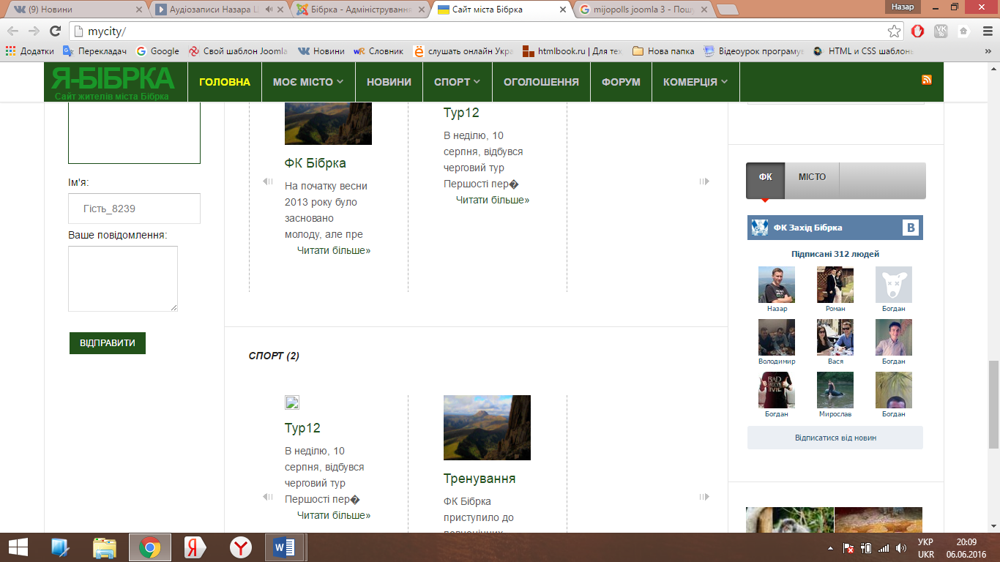 (9) Новини
Аудіозаписи Назара Ц
Бібрка - Адмініструванн
Сайт міста Бібрка
mijopolls joomla 3 - Пошу
Назар
mycity/
Додатки
Перекладач
Google
Свой шаблон Joomla
Новини
Словник
слушать онлайн Укра
htmlbook.ru | Для тех
Нова папка
Відеоурок програмув
HTML и CSS шаблонь
»
Я-БІБРКА
Сайт жителів міста Бібрка
ГОЛОВНА
МОЄ МІСТО
НОВИНИ
СПОРТ
ОГОЛОШЕННЯ
ФОРУМ
КОМЕРЦІЯ
Ім'я:
Гість_8239
Ваше повідомлення:
ВІДПРАВИТИ
ФК Бібрка
На початку весни
2013 року було
засновано
молоду, але пре
Читати більше»
Тур12
В неділю, 10
серпня, відбувся
черговий тур
Першості пер�
Читати більше»
СПОРТ (2)
Тур12
В неділю, 10
серпня, відбувся
черговий тур
Першості пер�
Читати більше»
Тренування
ФК Бібрка
приступило до
ФК
МІСТО
ФК Захід Бібрка
Підписані 312 людей
Назар
Роман
Богдан
Володимир
Вася
Богдан
Богдан
Мирослав
Богдан
Відписатися від новин
УКР
UKR
20:09
06.06.2016